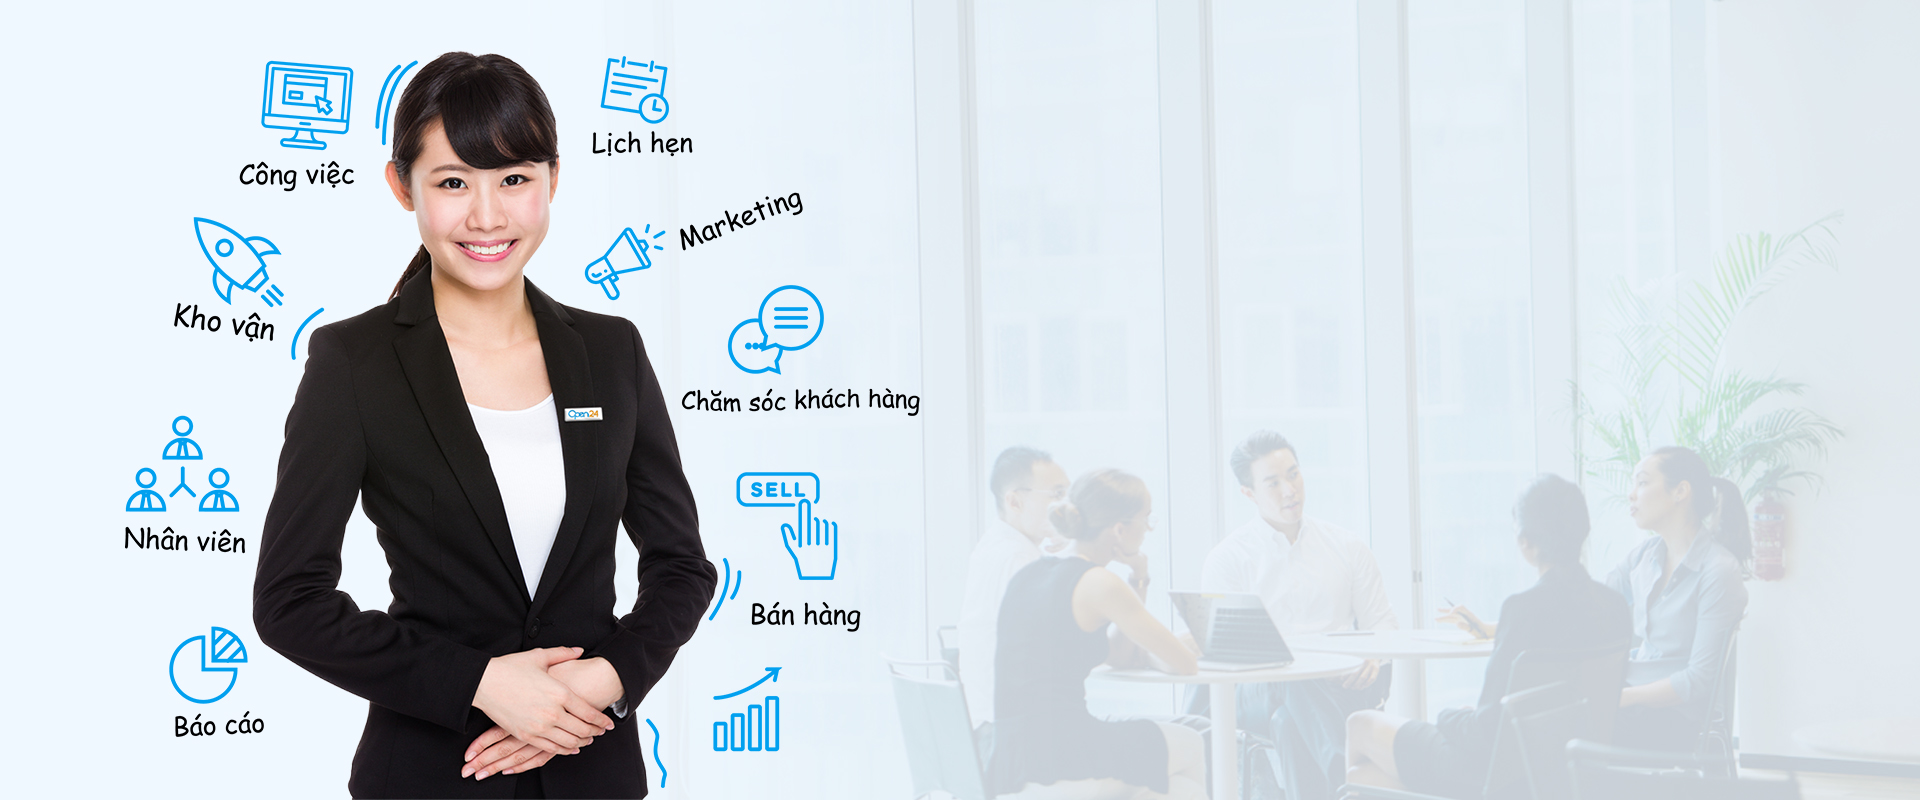 Công việc
Lịch hẹn
Marketing
Kho vận
Chăm sóc khách hàng
Open24
SELL
Nhân viên
Bán hàng
Báo cáo